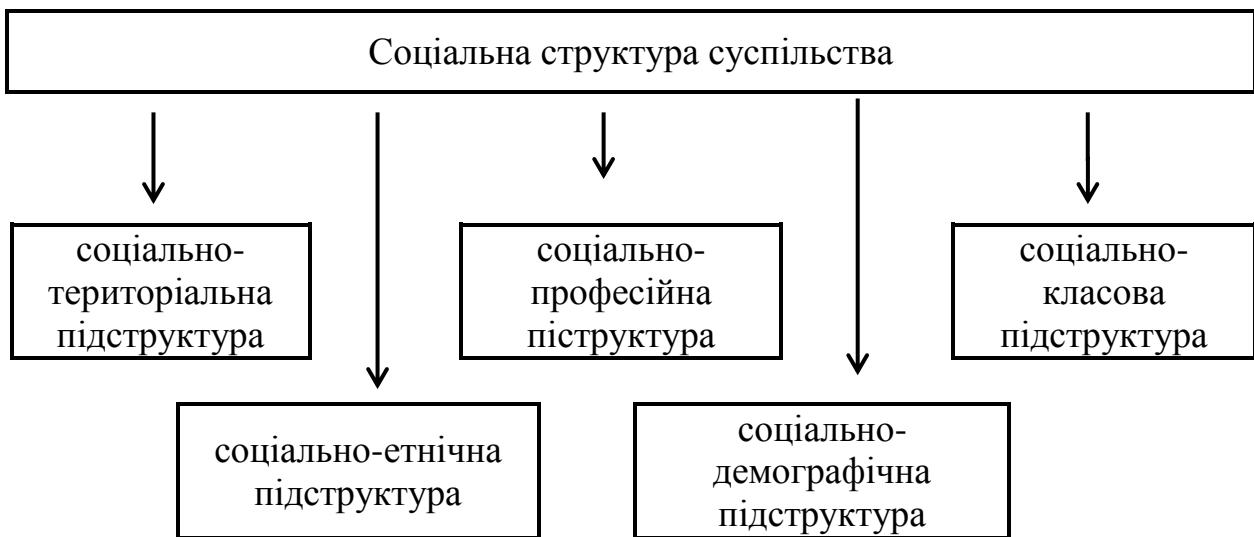 Соціальна структура суспільства
соціально-
територіальна
підструктура
соціально-
професійна
піструктура
соціально-
класова
підструктура
соціально-етнічна
підструктура
соціально-
демографічна
підструктура